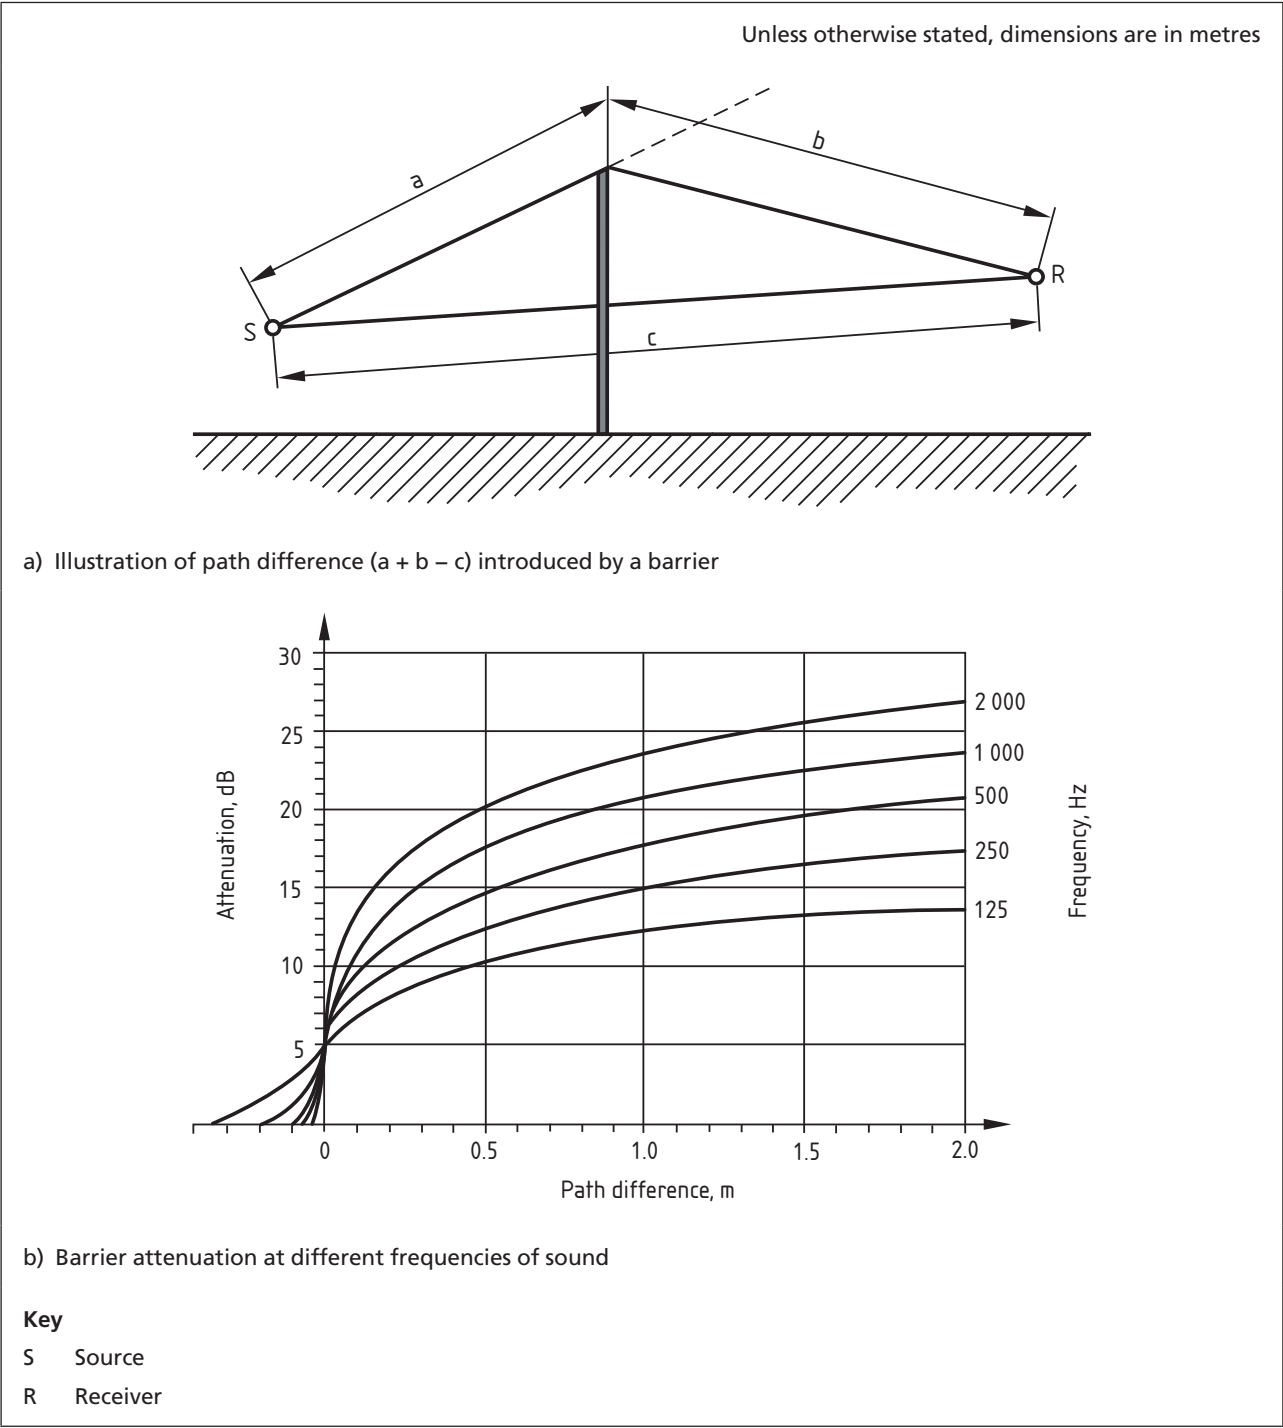 Unless otherwise stated, dimensions are in metres
a
b
S
R
c
a) Illustration of path difference (a + b – c) introduced by a barrier
30
25
20
15
10
5
Attenuation, dB
2 000
1 000
500
250
125
Frequency, Hz
0 0.5 1.0 1.5 2.0
Path difference, m
b) Barrier attenuation at different frequencies of sound
Key
S Source
R Receiver